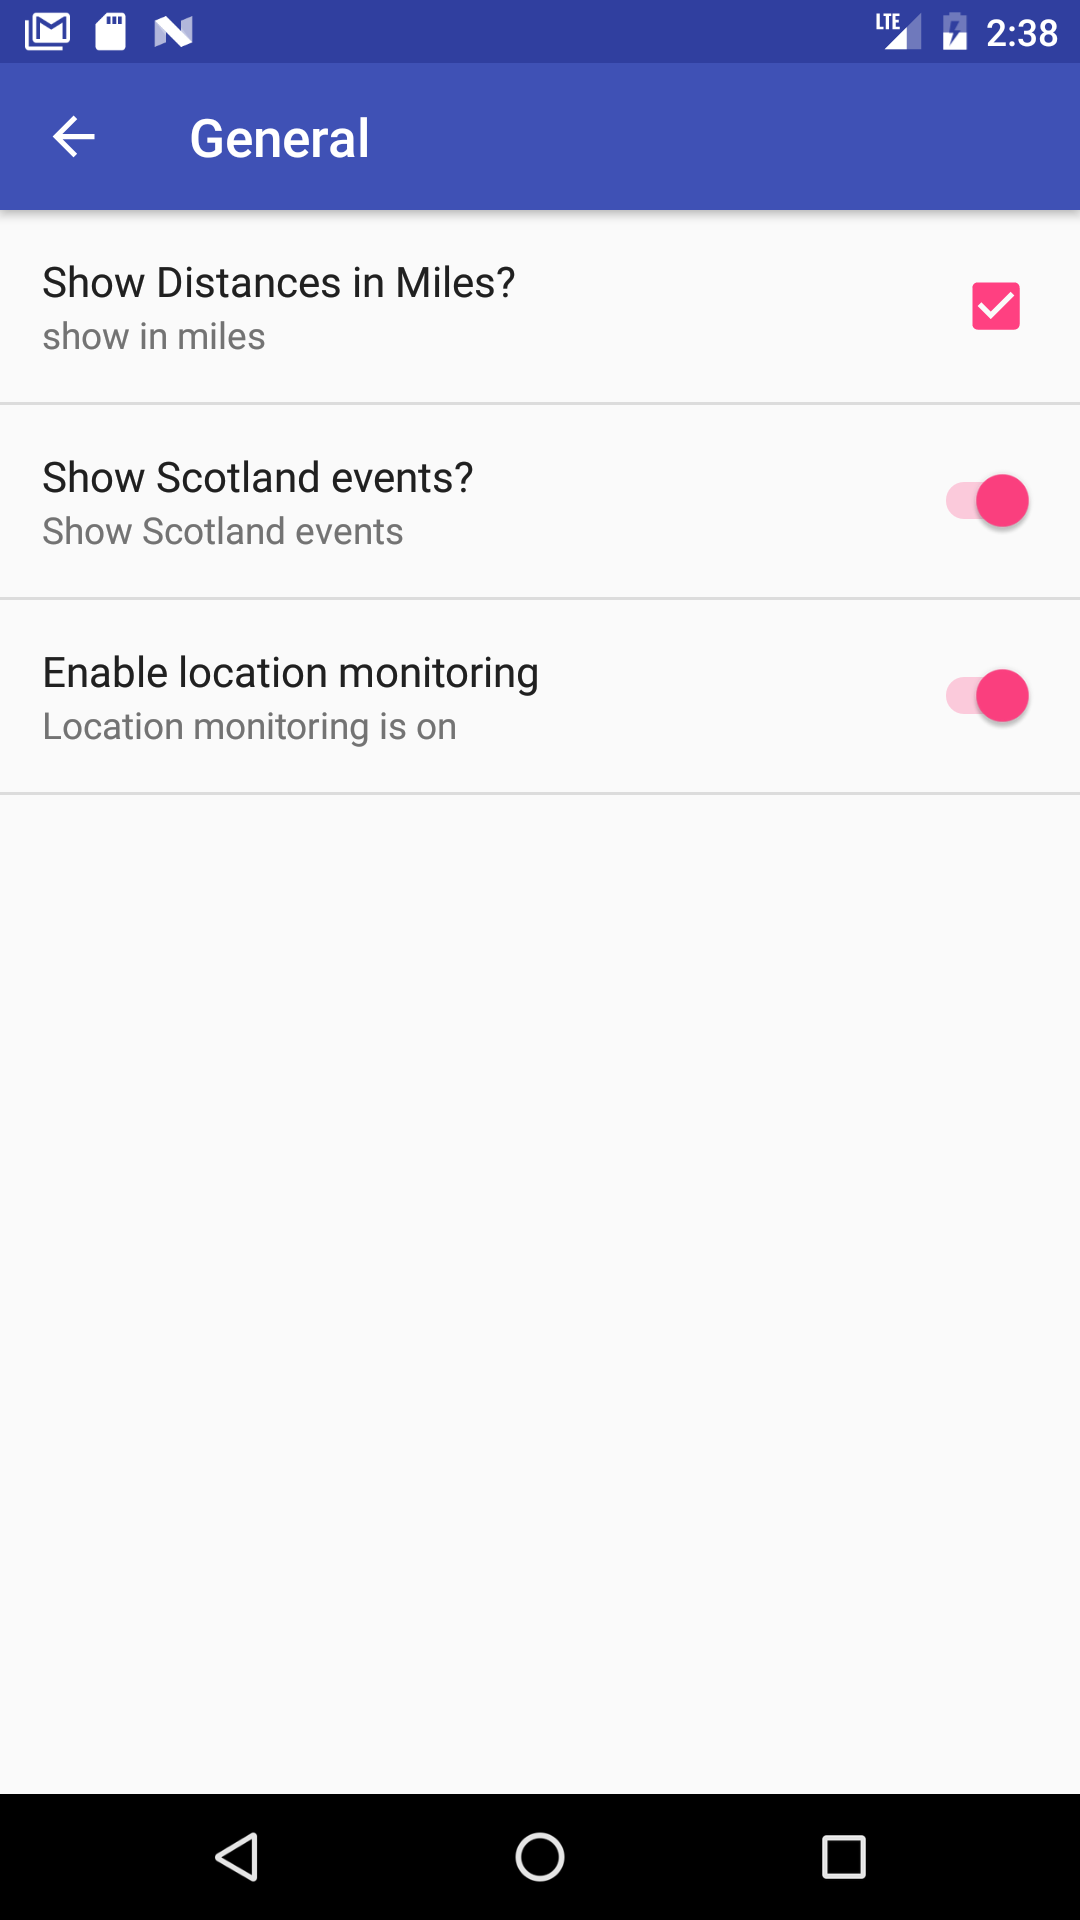 LTE 2:38
General
Show Distances in Miles?
show in miles
Show Scotland events?
Show Scotland events
Enable location monitoring
Location monitoring is on